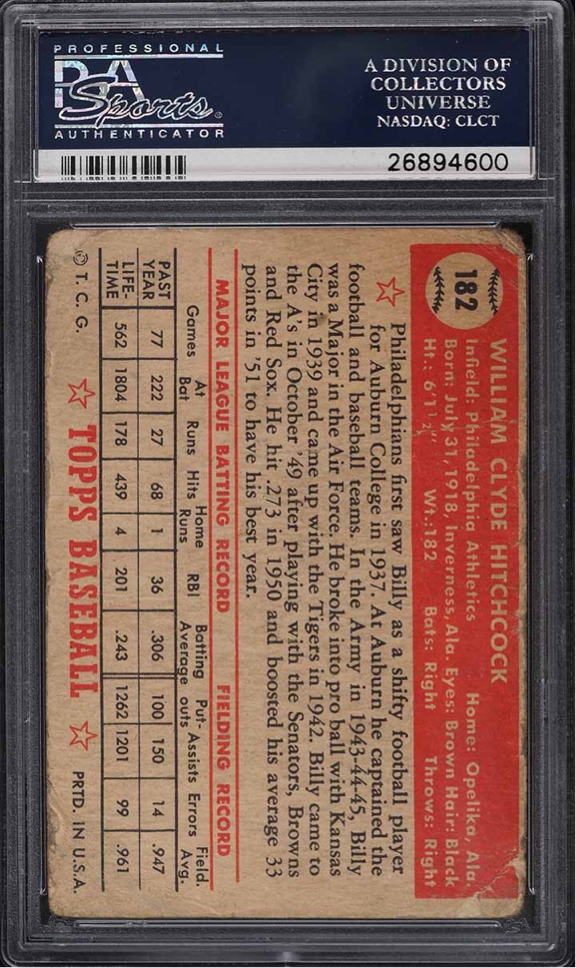 PROFESSIONAL
PSA
Sports
AUTHENTICATOR
A DIVISION OF
COLLECTORS
UNIVERSE
NASDAQ: CLCT
26894600
182
WILLIAM CLYDE HITCHCOCK
Infield: Philadelphia Athletics Home: Opelika, Ala.
Born: July 31, 1918, Inverness, Ala. Eyes: Brown Hair: Black
Ht.: 6'1½" Wt.: 182 Bats: Right Throws: Right
Philadelphians first saw Billy as a shifty football player
for Auburn College in 1937. At Auburn he captained the
football and baseball teams. In the Army in 1943-44-45, Billy
was a Major in the Air Force. He broke into pro ball with Kansas
City in 1939 and came up with the Tigers in 1942. Billy came to
the A's in October '49 after playing with the Senators, Browns
and Red Sox. He hit .273 in 1950 and boosted his average 33
points in '51 to have his best year.
MAJOR LEAGUE BATTING RECORD FIELDING RECORD
Games At Bat Runs Hits Home Runs RBI Batting Average Put-outs Assists Errors Field. Avg.
PAST YEAR 77 222 27 68 1 36 .306 100 150 14 .947
LIFE-TIME 562 1804 178 439 4 201 .243 1262 1201 99 .961
© T. C. G. TOPPS BASEBALL PRTD. IN U.S.A.